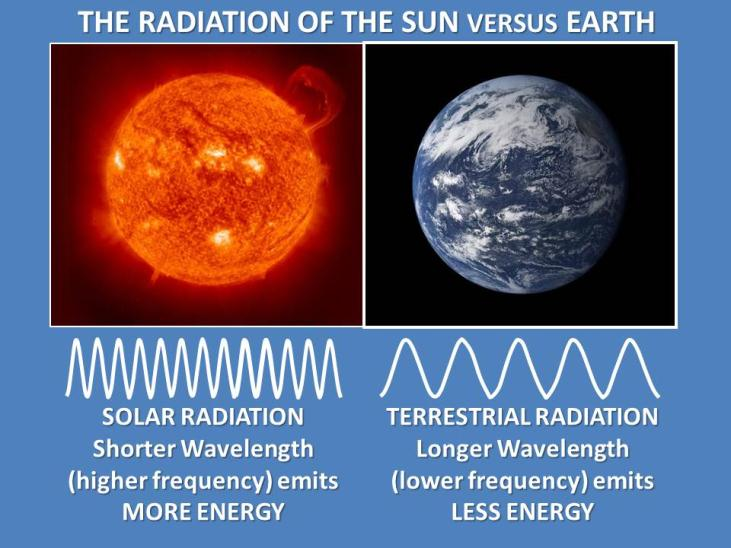 THE RADIATION OF THE SUN VERSUS EARTH
SOLAR RADIATION
Shorter Wavelength
(higher frequency) emits
MORE ENERGY
TERRESTRIAL RADIATION
Longer Wavelength
(lower frequency) emits
LESS ENERGY